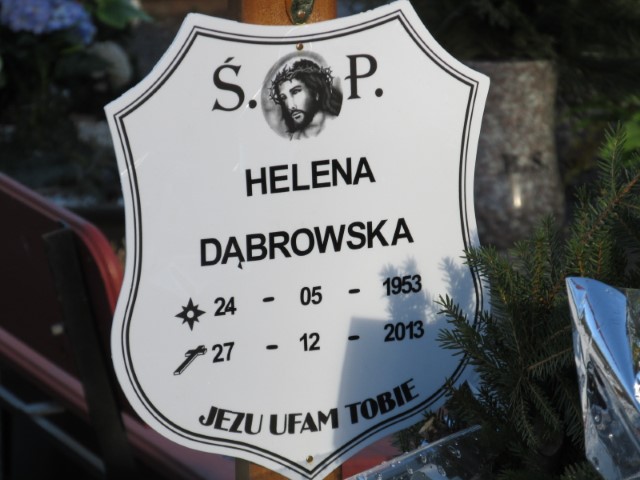 Ś. P.
HELENA
DĄBROWSKA
24 - 05 - 1953
27 - 12 - 2013
JEZU UFAM TOBIE